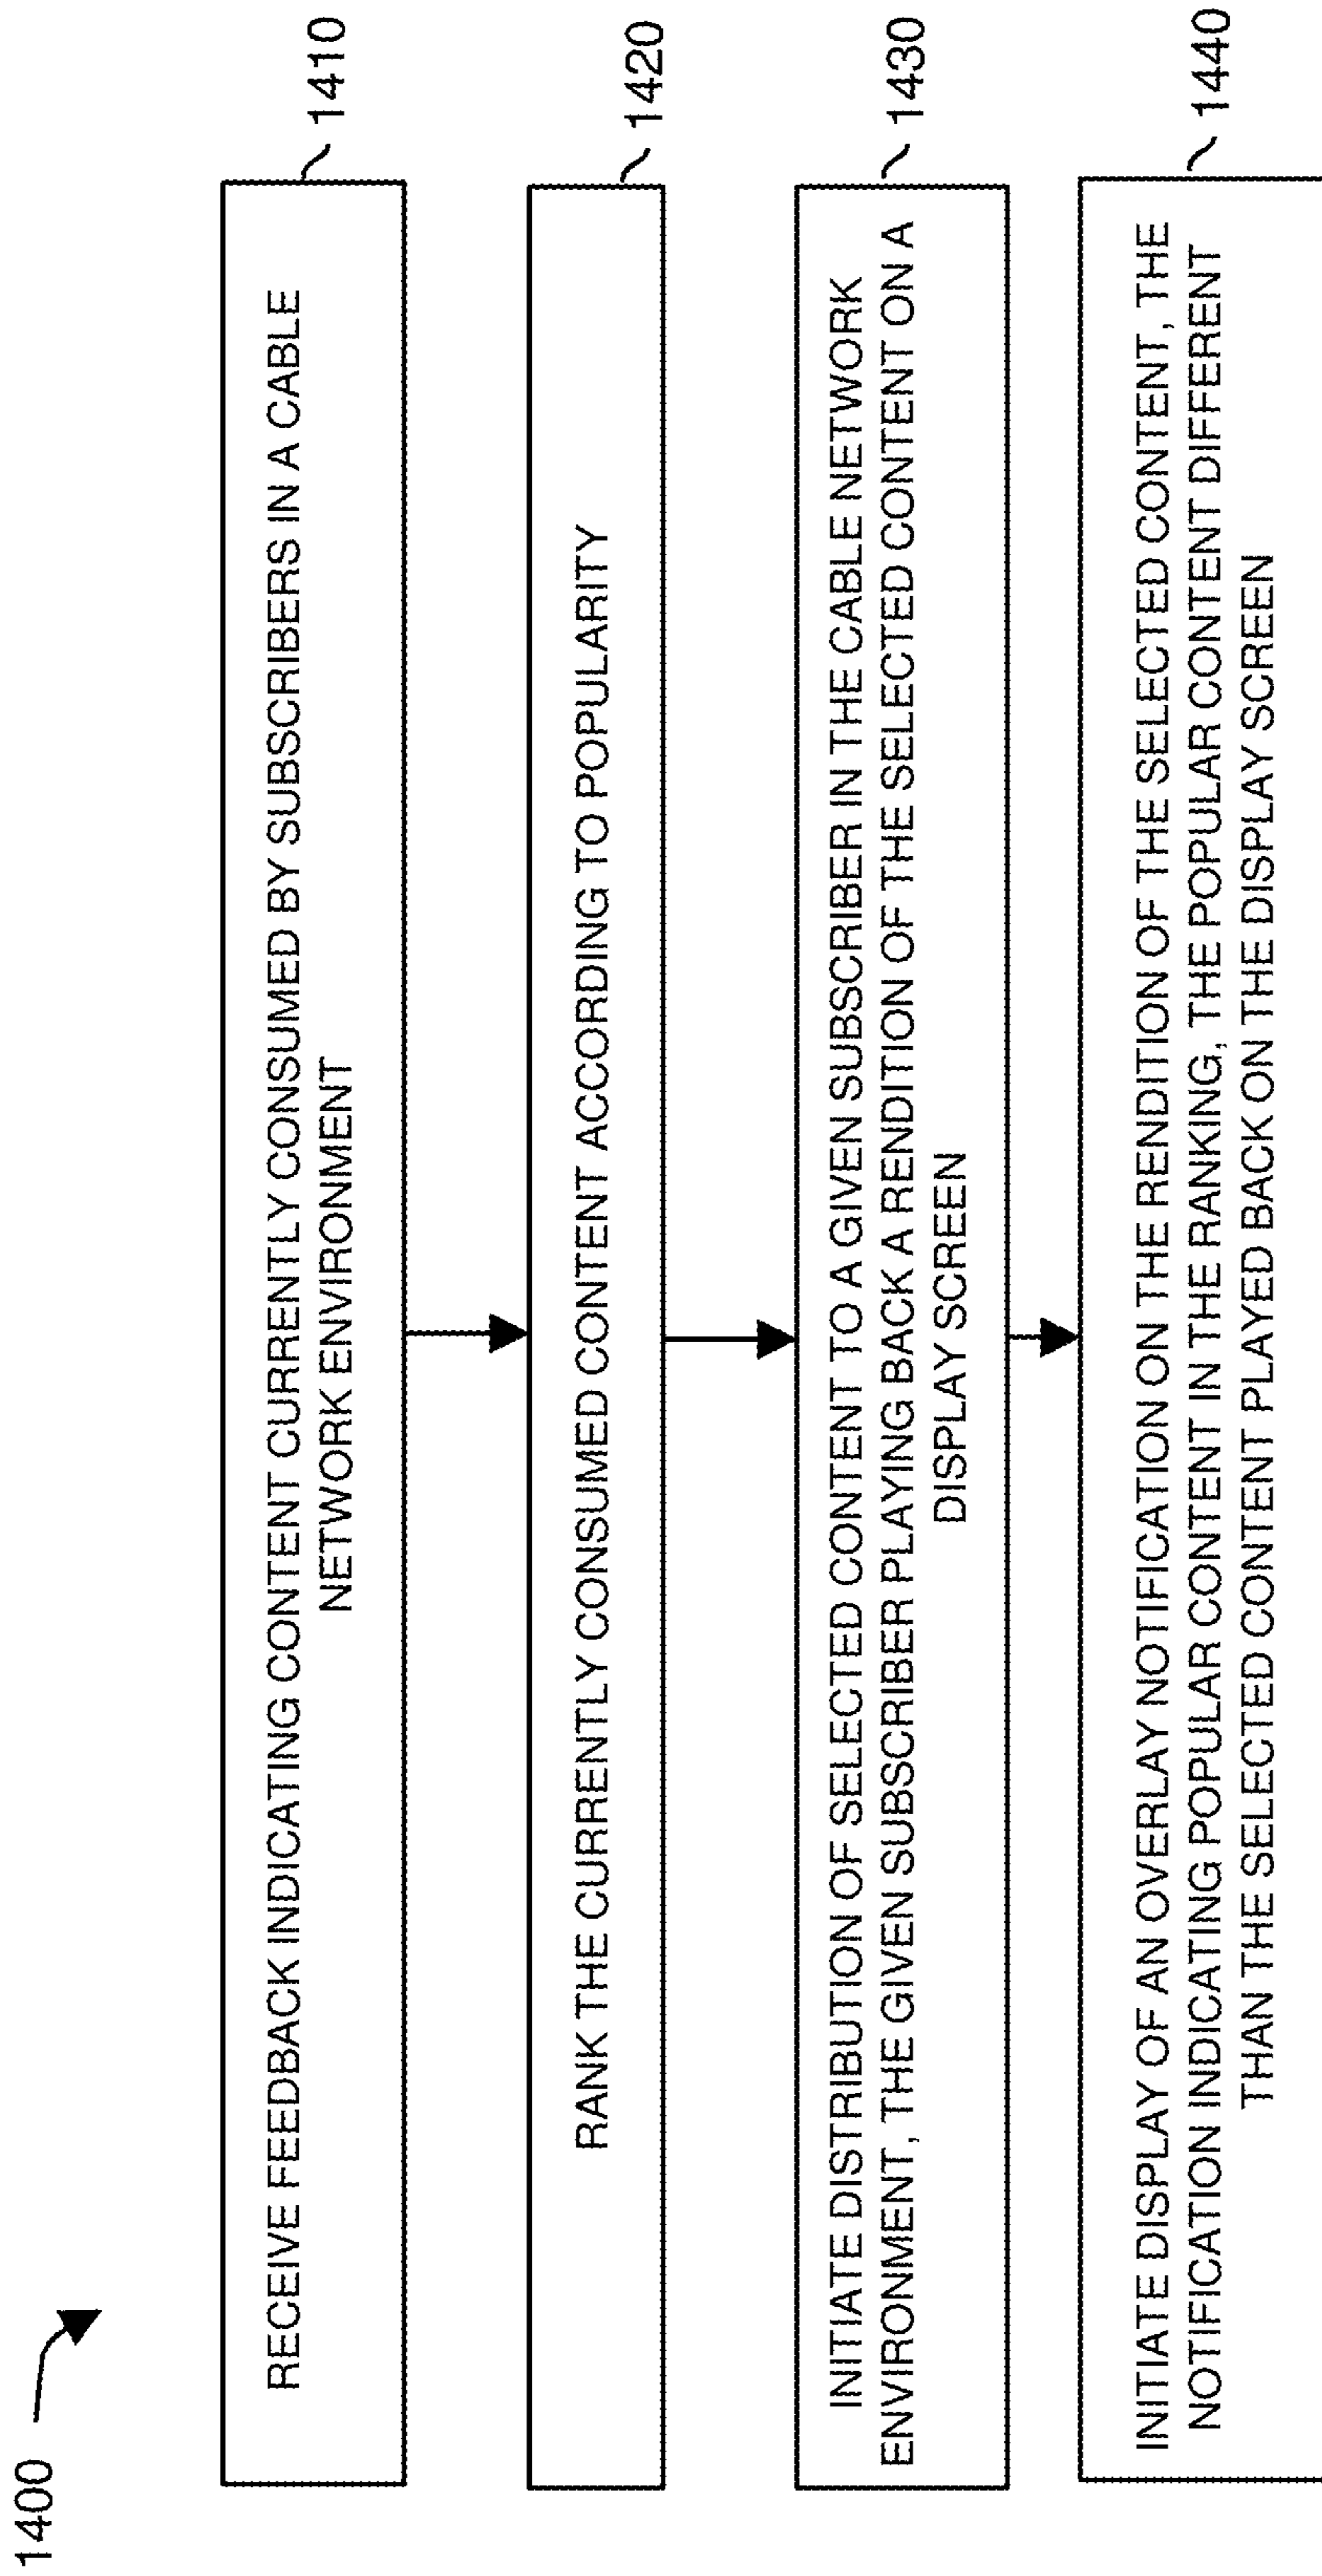 1400
RECEIVE FEEDBACK INDICATING CONTENT CURRENTLY CONSUMED BY SUBSCRIBERS IN A CABLE
NETWORK ENVIRONMENT
1410
RANK THE CURRENTLY CONSUMED CONTENT ACCORDING TO POPULARITY
1420
INITIATE DISTRIBUTION OF SELECTED CONTENT TO A GIVEN SUBSCRIBER IN THE CABLE NETWORK
ENVIRONMENT, THE GIVEN SUBSCRIBER PLAYING BACK A RENDITION OF THE SELECTED CONTENT ON A
DISPLAY SCREEN
1430
INITIATE DISPLAY OF AN OVERLAY NOTIFICATION ON THE RENDITION OF THE SELECTED CONTENT, THE
NOTIFICATION INDICATING POPULAR CONTENT IN THE RANKING, THE POPULAR CONTENT DIFFERENT
THAN THE SELECTED CONTENT PLAYED BACK ON THE DISPLAY SCREEN
1440